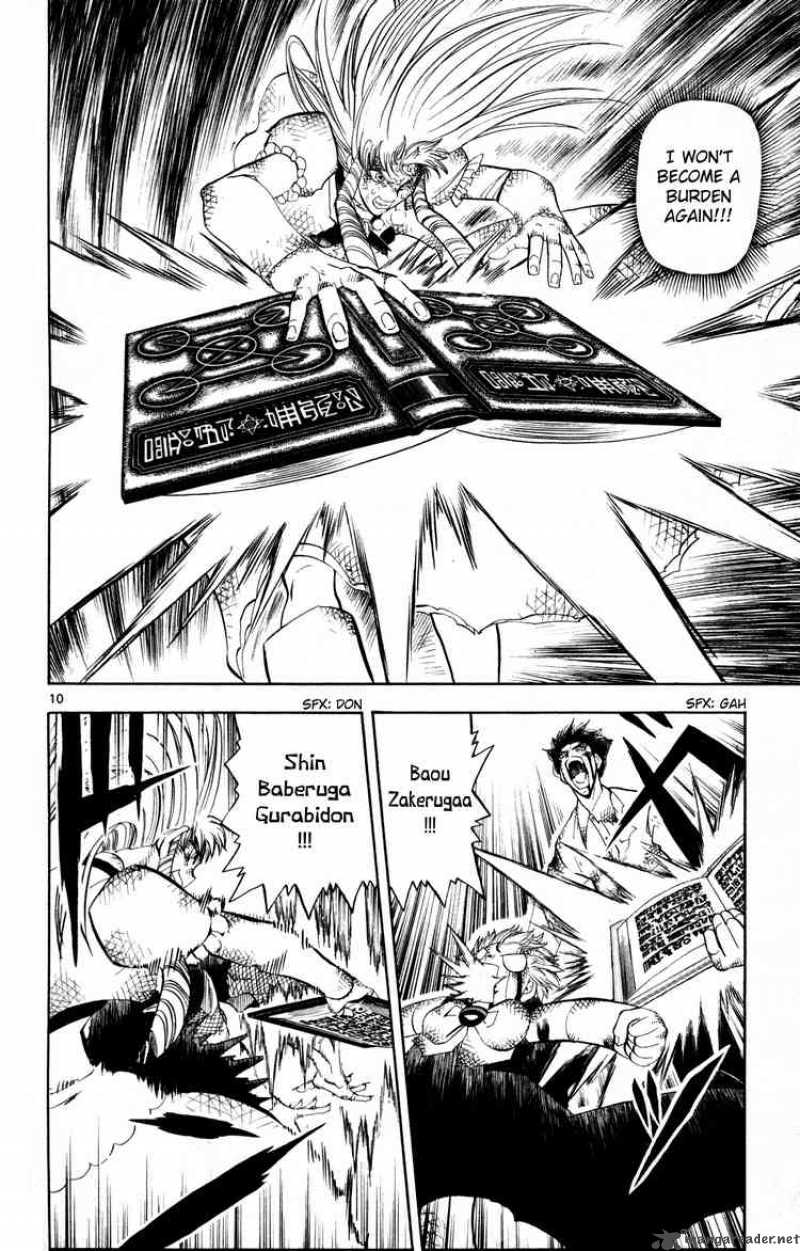 I WON'T
BECOME A
BURDEN
AGAIN!!!
10
SFX: DON
SFX: GAH
Baou
Zakerugaa
!!!
Shin
Baberuga
Gurabidon
!!!
mangareader.net